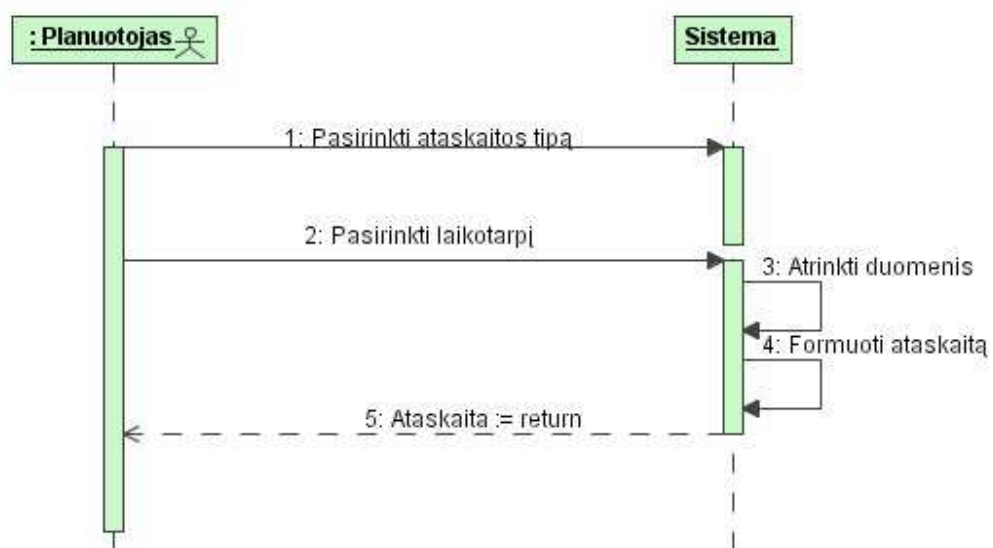 : Planuotojas
Sistema
1: Pasirinkti ataskaitos tipą
2: Pasirinkti laikotarpį
3: Atrinkti duomenis
4: Formuoti ataskaitą
5: Ataskaita := return